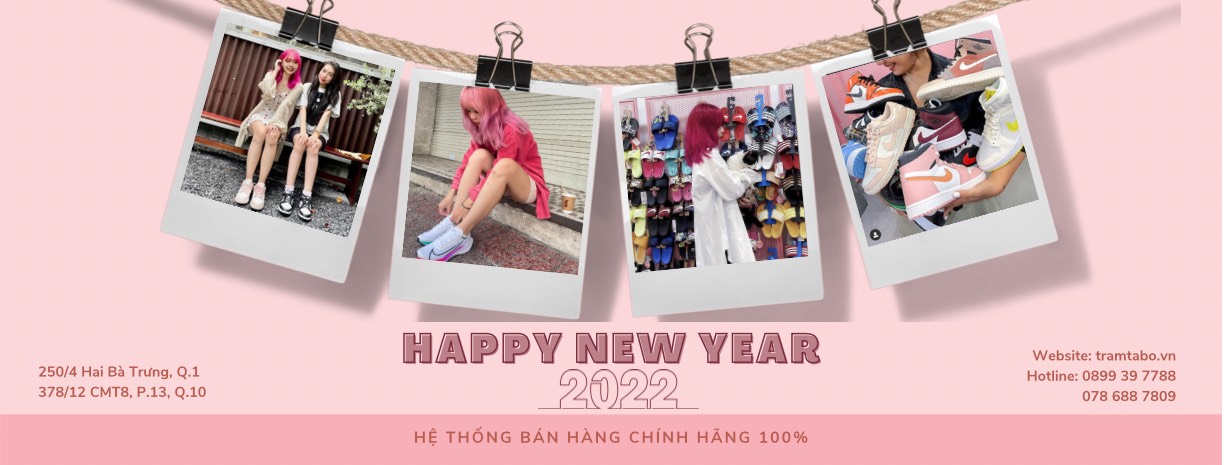 HAPPY NEW YEAR
2022
250/4 Hai Bà Trưng, Q.1
378/12 CMT8, P.13, Q.10
Website: tramtabo.vn
Hotline: 0899 39 7788
078 688 7809
HỆ THỐNG BÁN HÀNG CHÍNH HÃNG 100%